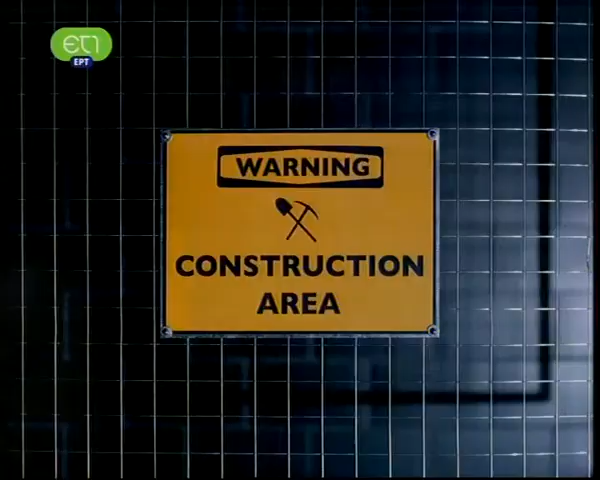 ετ1
ΕΡΤ
WARNING
CONSTRUCTION
AREA